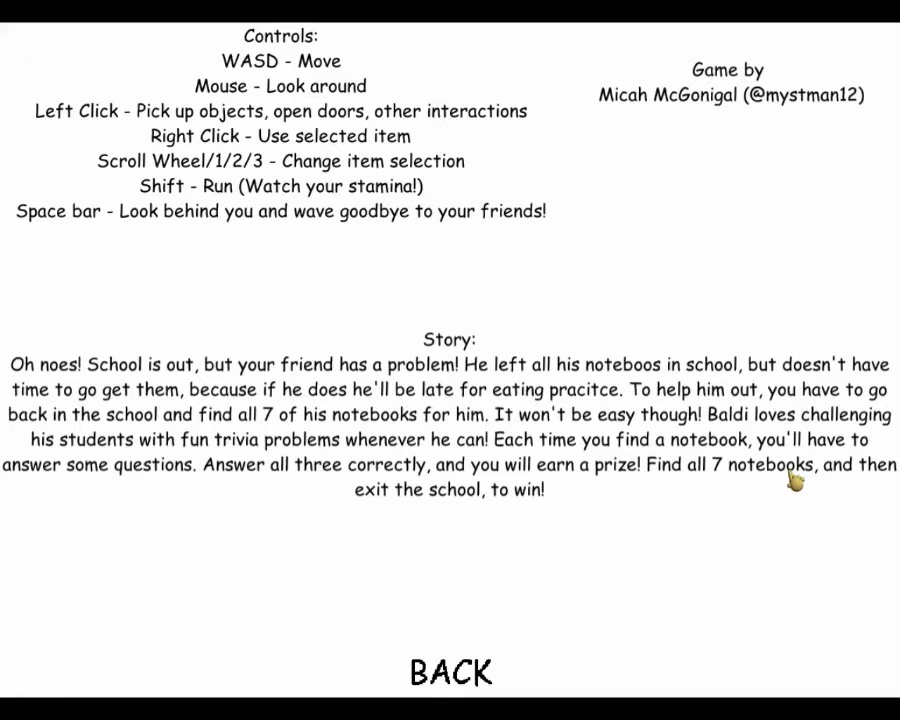 Controls:
WASD - Move
Mouse - Look around
Left Click - Pick up objects, open doors, other interactions
Right Click - Use selected item
Scroll Wheel/1/2/3 - Change item selection
Shift - Run (Watch your stamina!)
Space bar - Look behind you and wave goodbye to your friends!
Game by
Micah McGonigal (@mystman12)
Story:
Oh noes! School is out, but your friend has a problem! He left all his noteboos in school, but doesn't have
time to go get them, because if he does he'll be late for eating pracitce. To help him out, you have to go
back in the school and find all 7 of his notebooks for him. It won't be easy though! Baldi loves challenging
his students with fun trivia problems whenever he can! Each time you find a notebook, you'll have to
answer some questions. Answer all three correctly, and you will earn a prize! Find all 7 notebooks, and then
exit the school, to win!
BACK